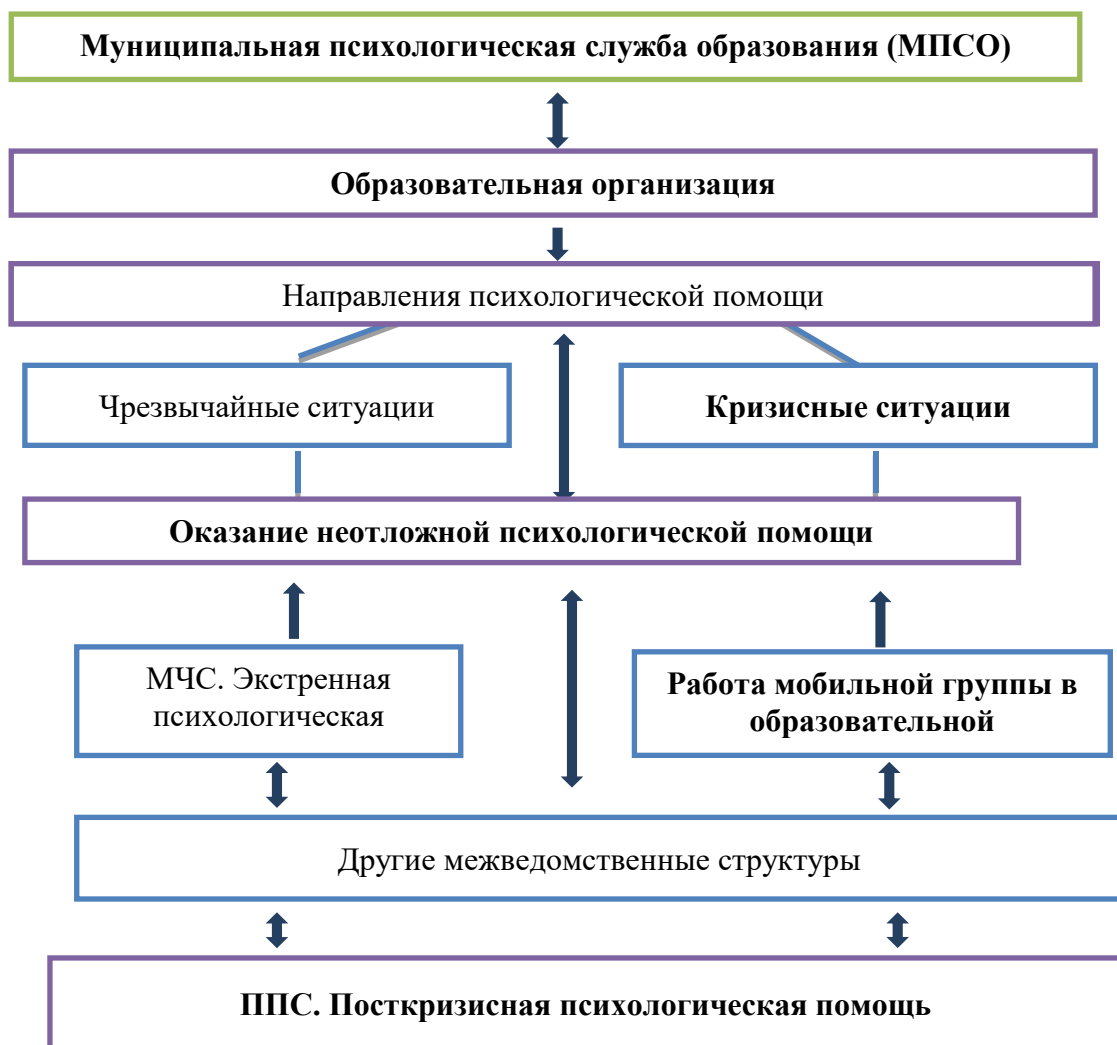 Муниципальная психологическая служба образования (МПСО)
Образовательная организация
Направления психологической помощи
Чрезвычайные ситуации
Кризисные ситуации
Оказание неотложной психологической помощи
МЧС. Экстренная
психологическая
Работа мобильной группы в
образовательной
Другие межведомственные структуры
ППС. Посткризисная психологическая помощь